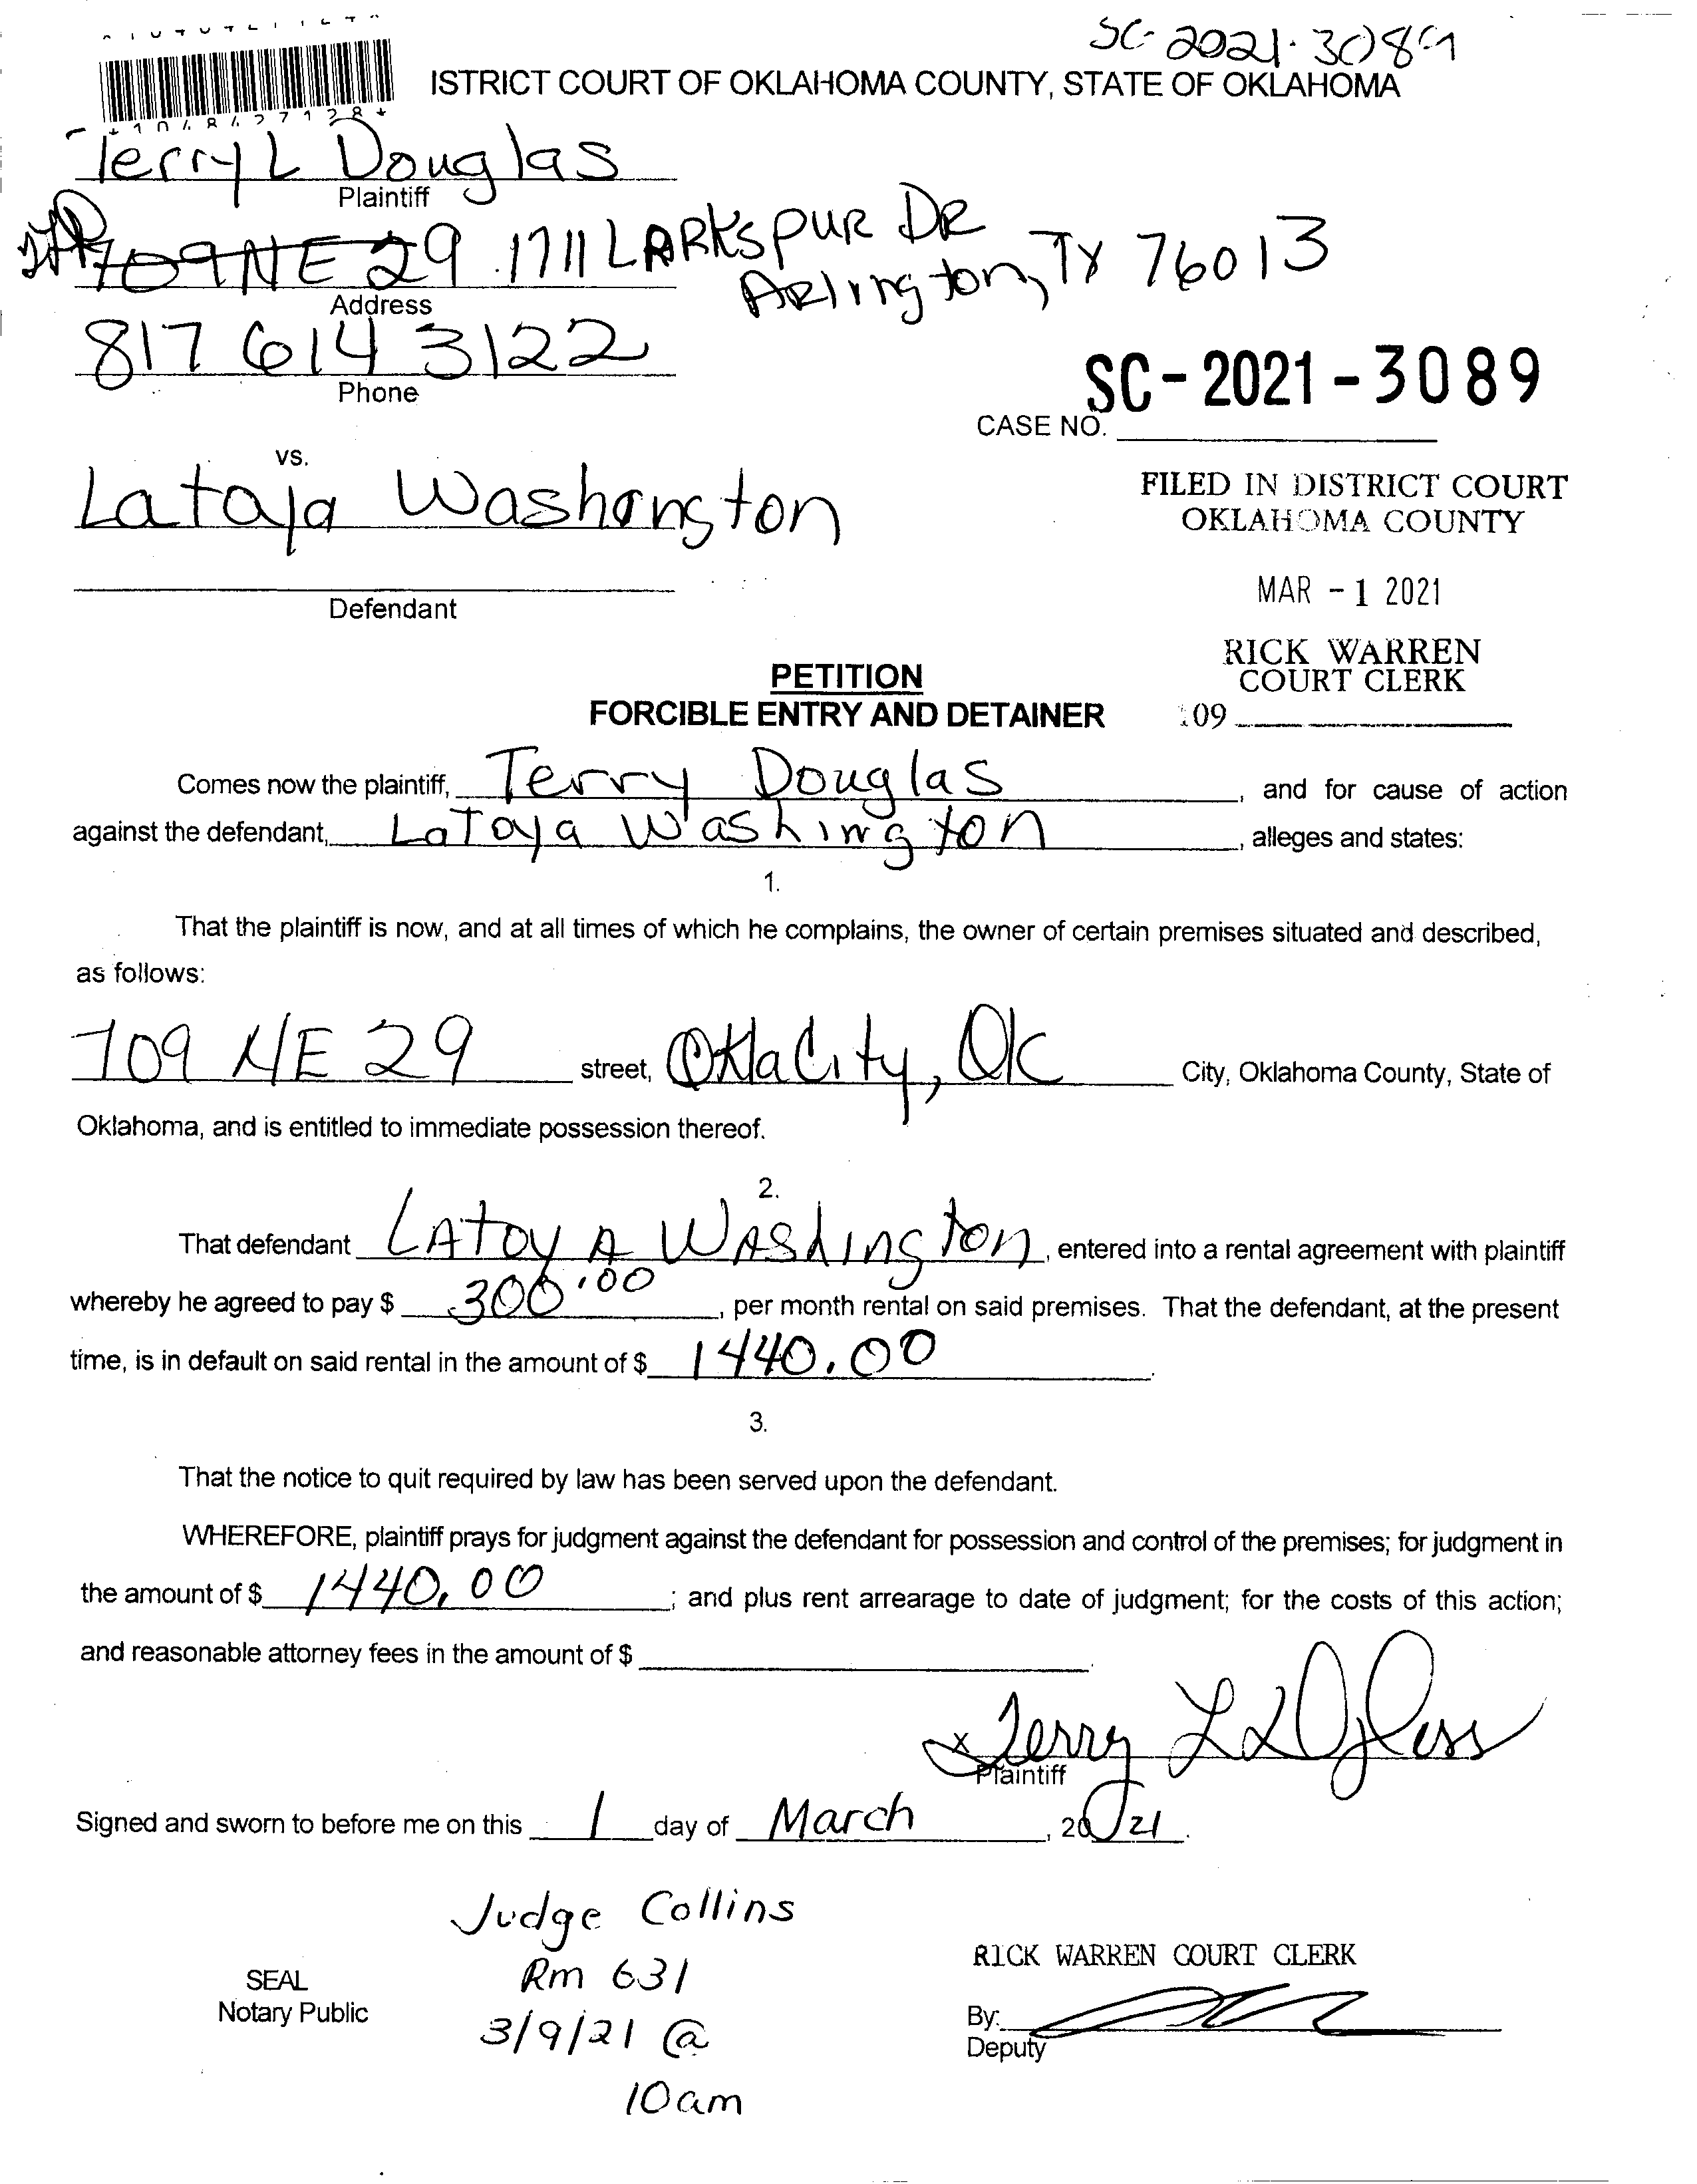 SC-2021-3089
ISTRICT COURT OF OKLAHOMA COUNTY, STATE OF OKLAHOMA
*1048427128*
Terry L Douglas
Plaintiff
709 NE 29 1711 LARKSPUR DR
Arlington, TX 76013
Address
817 614 3122
Phone
SC-2021-3089
CASE NO.
vs.
Lataja Washington
Defendant
FILED IN DISTRICT COURT
OKLAHOMA COUNTY
MAR -1 2021
RICK WARREN
COURT CLERK
109
PETITION
FORCIBLE ENTRY AND DETAINER
Comes now the plaintiff, Terry Douglas, and for cause of action
against the defendant, LaToya Washington, alleges and states:
1.
That the plaintiff is now, and at all times of which he complains, the owner of certain premises situated and described,
as follows:
709 NE 29 street, Okla City, Ok City, Oklahoma County, State of
Oklahoma, and is entitled to immediate possession thereof.
2.
That defendant LAtoyA WAshington, entered into a rental agreement with plaintiff
whereby he agreed to pay $ 300.00, per month rental on said premises. That the defendant, at the present
time, is in default on said rental in the amount of $ 1440.00.
3.
That the notice to quit required by law has been served upon the defendant.
WHEREFORE, plaintiff prays for judgment against the defendant for possession and control of the premises; for judgment in
the amount of $ 1440.00; and plus rent arrearage to date of judgment; for the costs of this action;
and reasonable attorney fees in the amount of $
x Terry L Douglass
Plaintiff
Signed and sworn to before me on this 1 day of March, 2021.
Judge Collins
Rm 631
3/9/21 @
10am
SEAL
Notary Public
RICK WARREN COURT CLERK
By:
Deputy